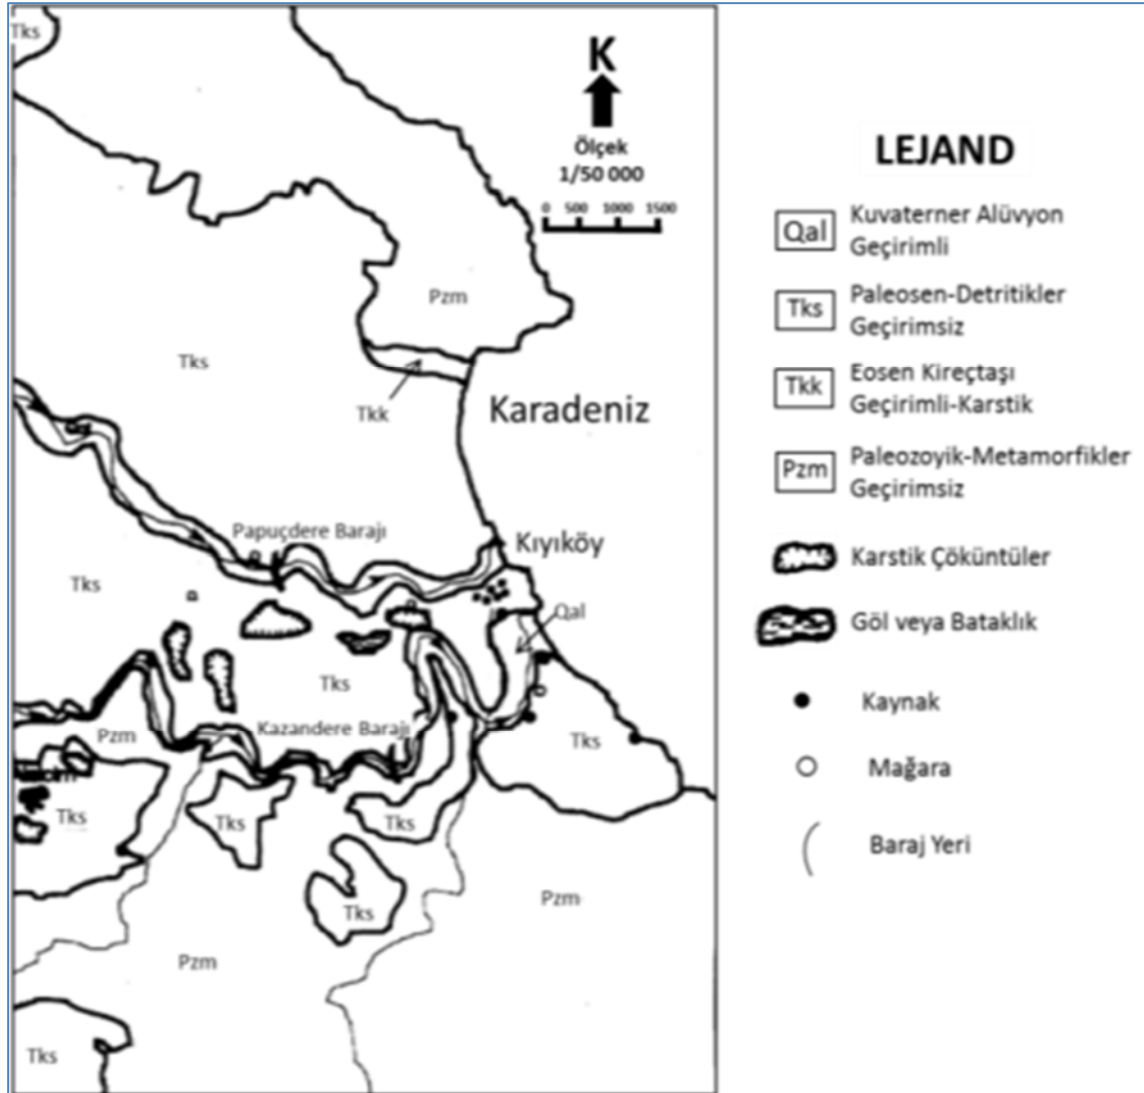 Tks
K
Ölçek
1/50 000
0 500 1000 1500
Pzm
Tks
Tkk
Karadeniz
Papuçdere Barajı
Kıyıköy
Tks
Qal
Tks
Kazandere Barajı
Pzm
Tks
Tks
Tks
Tks
Tks
Pzm
Pzm
Tks
LEJAND
Qal
Kuvaterner Alüvyon
Geçirimli
Tks
Paleosen-Detritikler
Geçirimsiz
Tkk
Eosen Kireçtaşı
Geçirimli-Karstik
Pzm
Paleozoyik-Metamorfikler
Geçirimsiz
Karstik Çöküntüler
Göl veya Bataklık
Kaynak
Mağara
Baraj Yeri